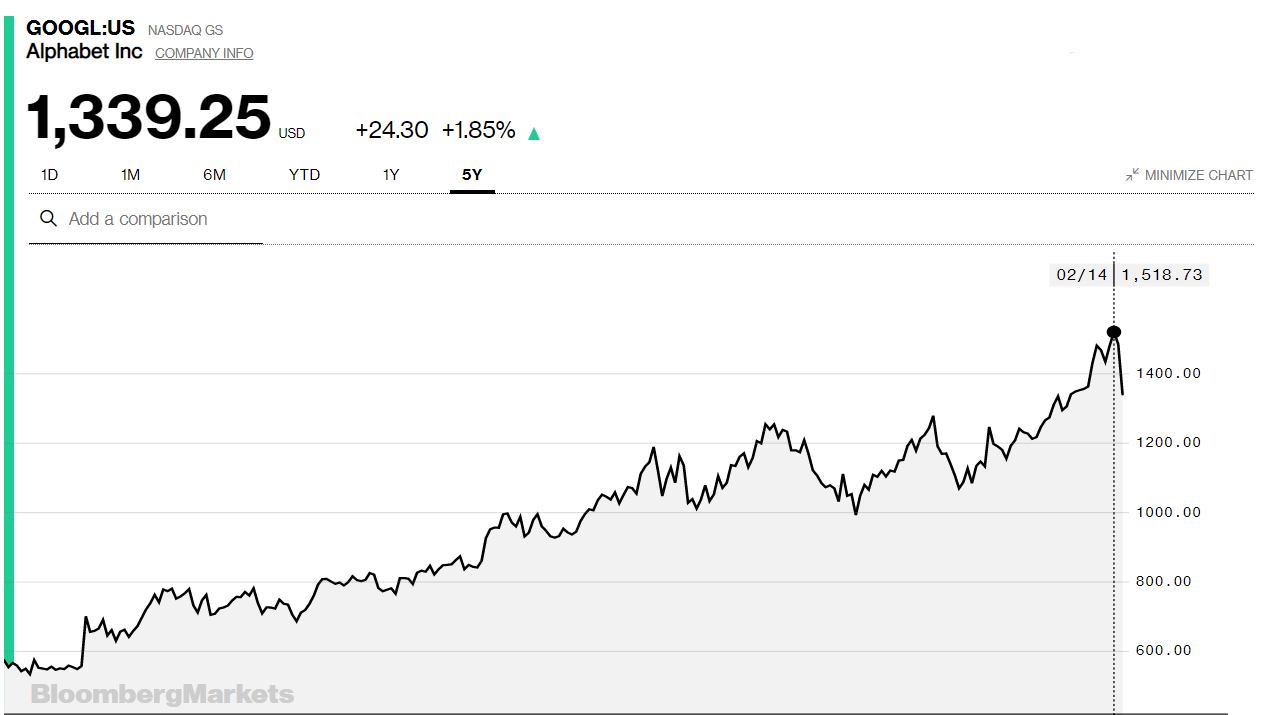 GOOGL:US NASDAQ GS
Alphabet Inc COMPANY INFO
1,339.25 USD +24.30 +1.85%
1D 1M 6M YTD 1Y 5Y MINIMIZE CHART
Add a comparison
02/14 1,518.73
1400.00
1200.00
1000.00
800.00
600.00
BloombergMarkets